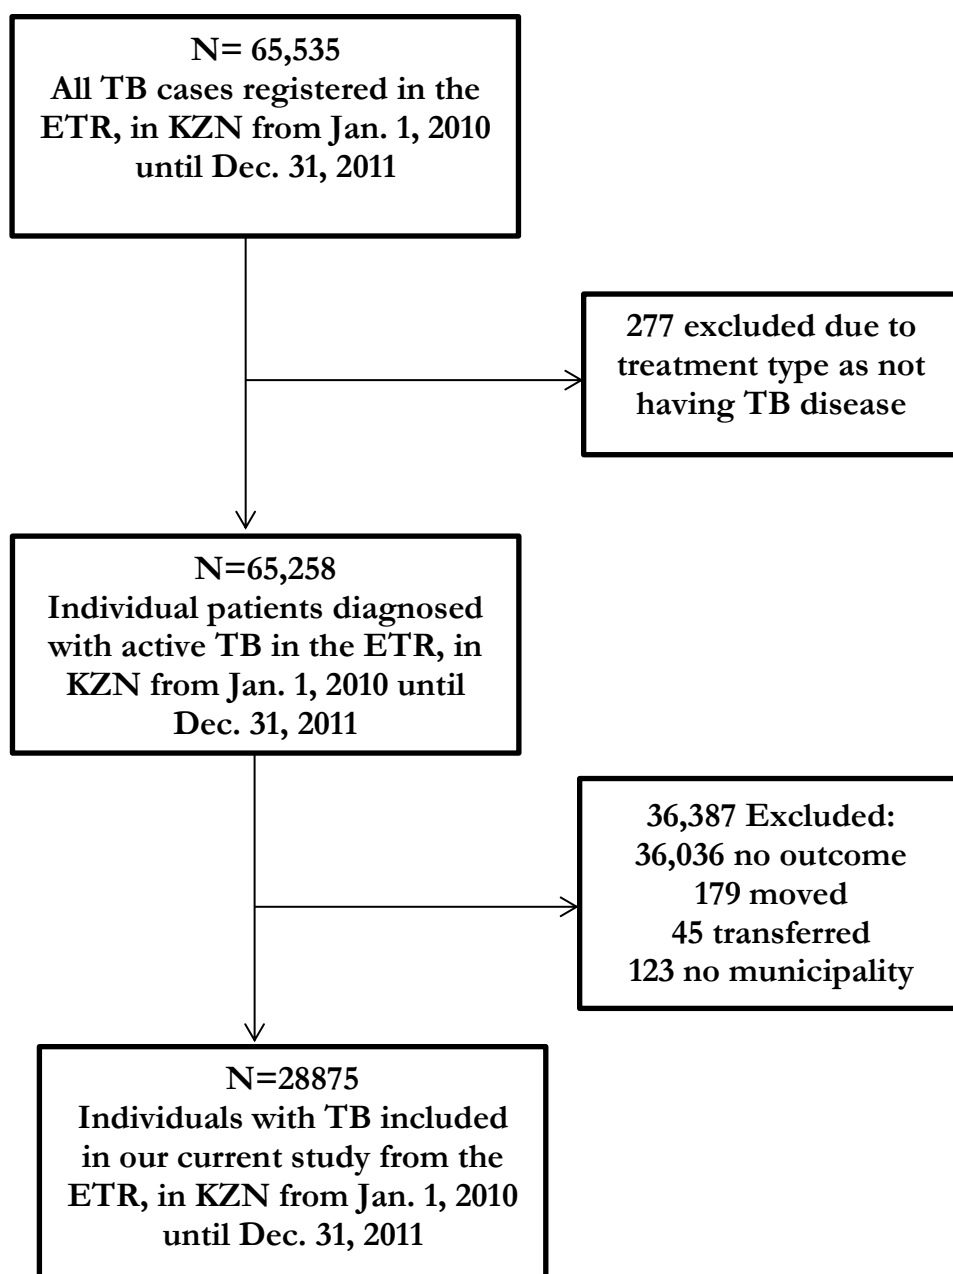 N= 65,535
All TB cases registered in the
ETR, in KZN from Jan. 1, 2010
until Dec. 31, 2011
277 excluded due to
treatment type as not
having TB disease
N=65,258
Individual patients diagnosed
with active TB in the ETR, in
KZN from Jan. 1, 2010 until
Dec. 31, 2011
36,387 Excluded:
36,036 no outcome
179 moved
45 transferred
123 no municipality
N=28875
Individuals with TB included
in our current study from the
ETR, in KZN from Jan. 1, 2010
until Dec. 31, 2011